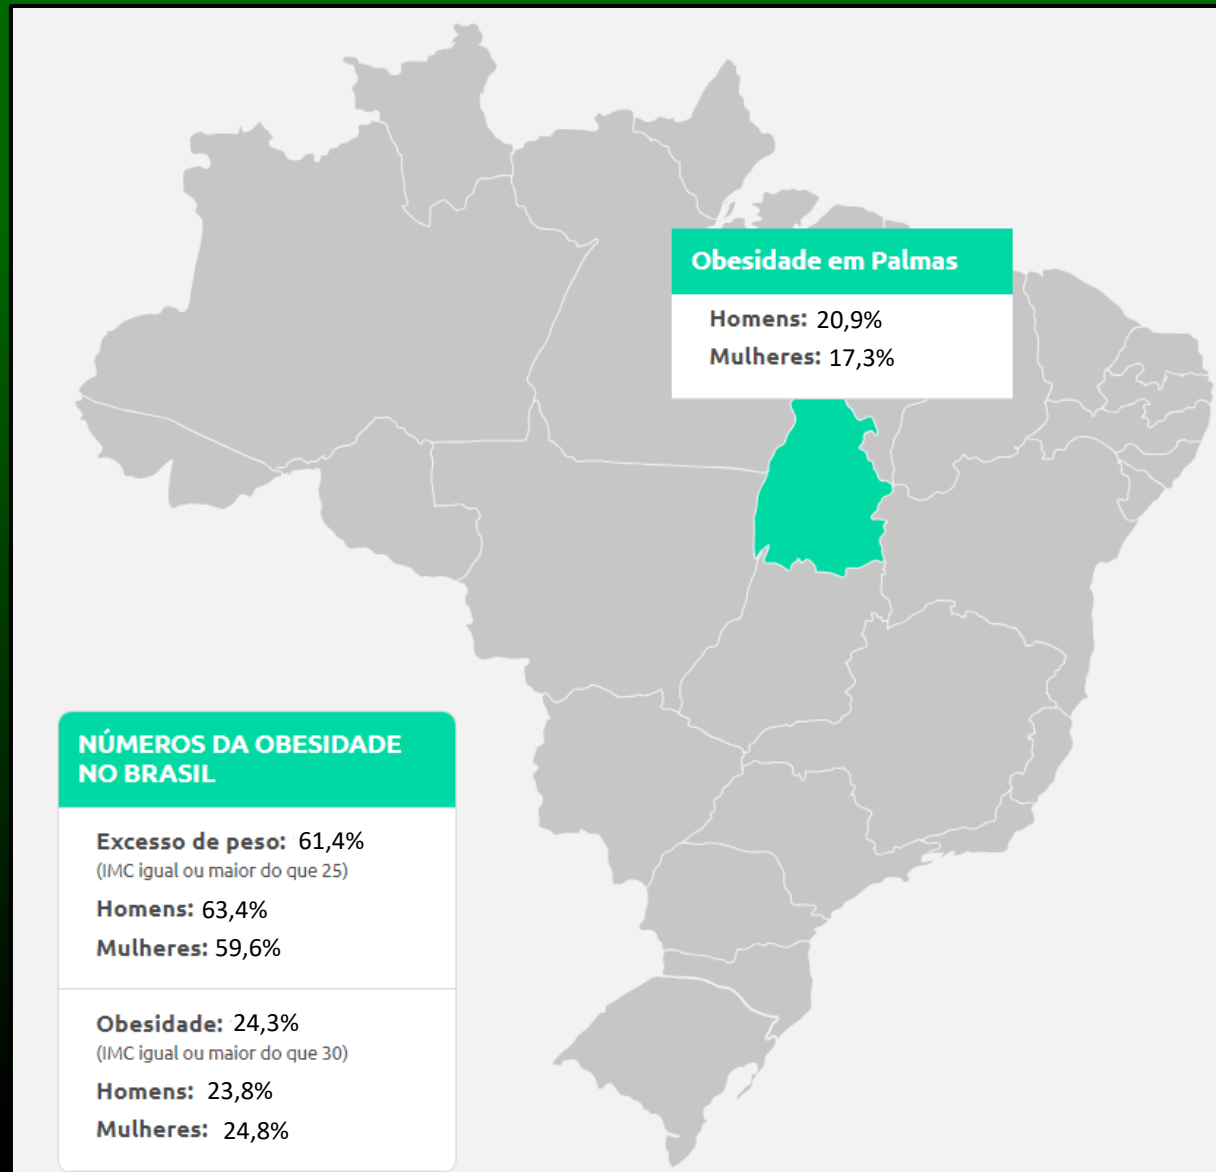 Obesidade em Palmas
Homens: 20,9%
Mulheres: 17,3%
NÚMEROS DA OBESIDADE
NO BRASIL
Excesso de peso: 61,4%
(IMC igual ou maior do que 25)
Homens: 63,4%
Mulheres: 59,6%
Obesidade: 24,3%
(IMC igual ou maior do que 30)
Homens: 23,8%
Mulheres: 24,8%